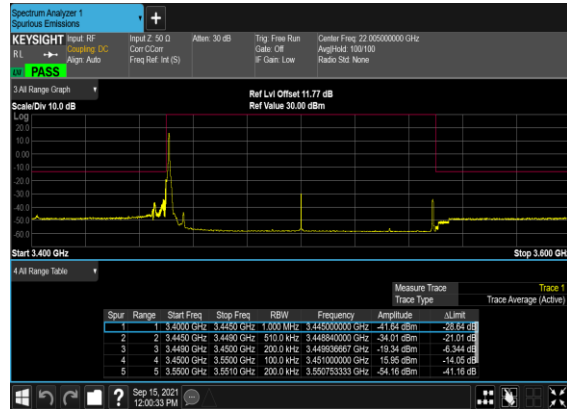 Spectrum Analyzer 1
Spurious Emissions
+
KEYSIGHT Input: RF Input Z: 50 Ω Atten: 30 dB Trig: Free Run Center Freq: 22.005000000 GHz
RL Coupling: DC Corr CCorr Gate: Off Avg|Hold: 100/100
Align: Auto Freq Ref: Int (S) IF Gain: Low Radio Std: None
PASS
3 All Range Graph
Ref Lvl Offset 11.77 dB
Scale/Div 10.0 dB Ref Value 30.00 dBm
Log
20.0
10.0
0.00
-10.0
-20.0
-30.0
-40.0
-50.0
-60.0
Start 3.400 GHz Stop 3.600 GHz
4 All Range Table
Measure Trace Trace 1
Trace Type Trace Average (Active)
Spur Range Start Freq Stop Freq RBW Frequency Amplitude ΔLimit
1 1 3.4000 GHz 3.4450 GHz 1.000 MHz 3.445000000 GHz -41.64 dBm -28.64 dB
2 2 3.4450 GHz 3.4490 GHz 510.0 kHz 3.448840000 GHz -34.01 dBm -21.01 dB
3 3 3.4490 GHz 3.4500 GHz 200.0 kHz 3.449936667 GHz -19.34 dBm -6.344 dB
4 4 3.4500 GHz 3.5500 GHz 100.0 kHz 3.451000000 GHz 15.95 dBm -14.05 dB
5 5 3.5500 GHz 3.5510 GHz 200.0 kHz 3.550753333 GHz -54.16 dBm -41.16 dB
? Sep 15, 2021
12:00:33 PM